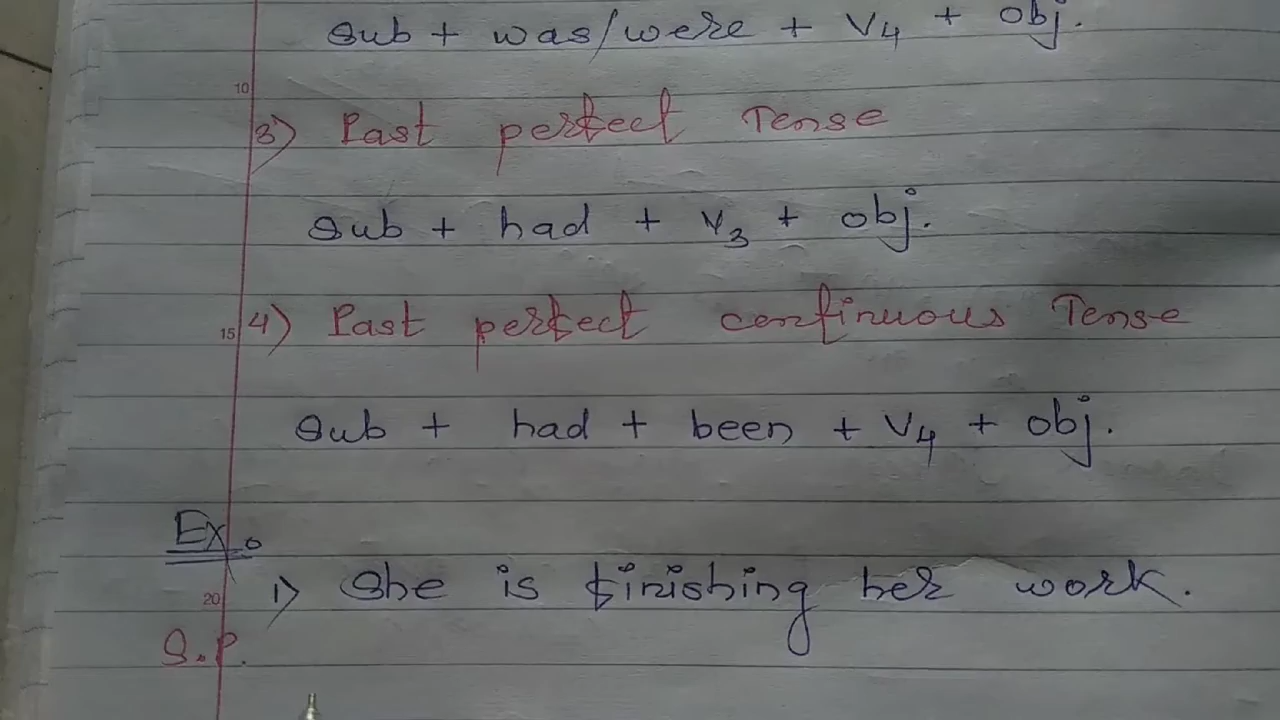 Sub + was/were + V4 + obj.
10
3) Past perfect Tense
Sub + had + V3 + obj.
15 4) Past perfect continuous Tense
Sub + had + been + V4 + obj.
Ex.
20 1) She is finishing her work.
S.P.